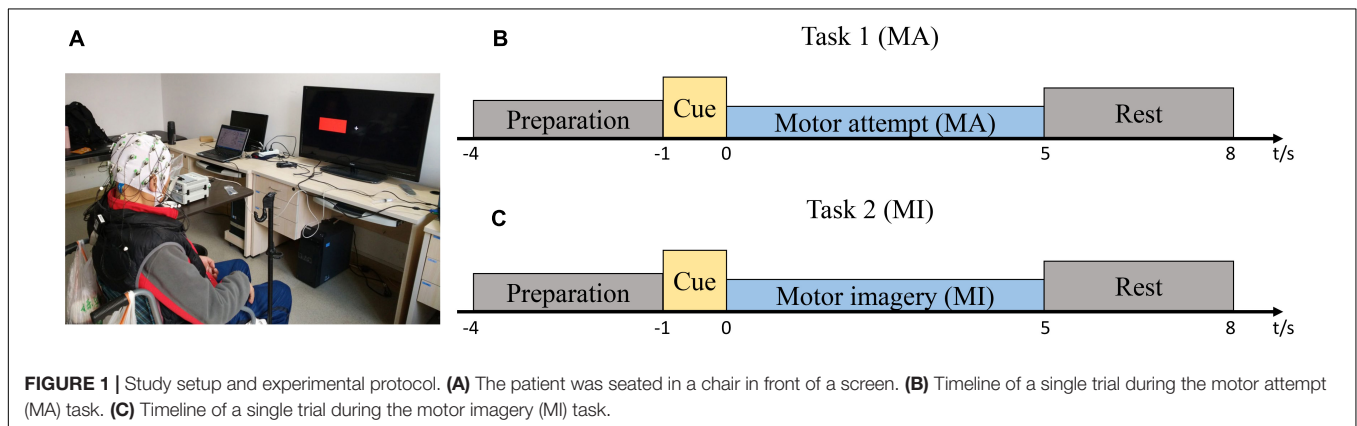 A
B
Task 1 (MA)
Preparation
Cue
Motor attempt (MA)
Rest
-4
-1
0
5
8
t/s
C
Task 2 (MI)
Preparation
Cue
Motor imagery (MI)
Rest
-4
-1
0
5
8
t/s
FIGURE 1 | Study setup and experimental protocol. (A) The patient was seated in a chair in front of a screen. (B) Timeline of a single trial during the motor attempt
(MA) task. (C) Timeline of a single trial during the motor imagery (MI) task.